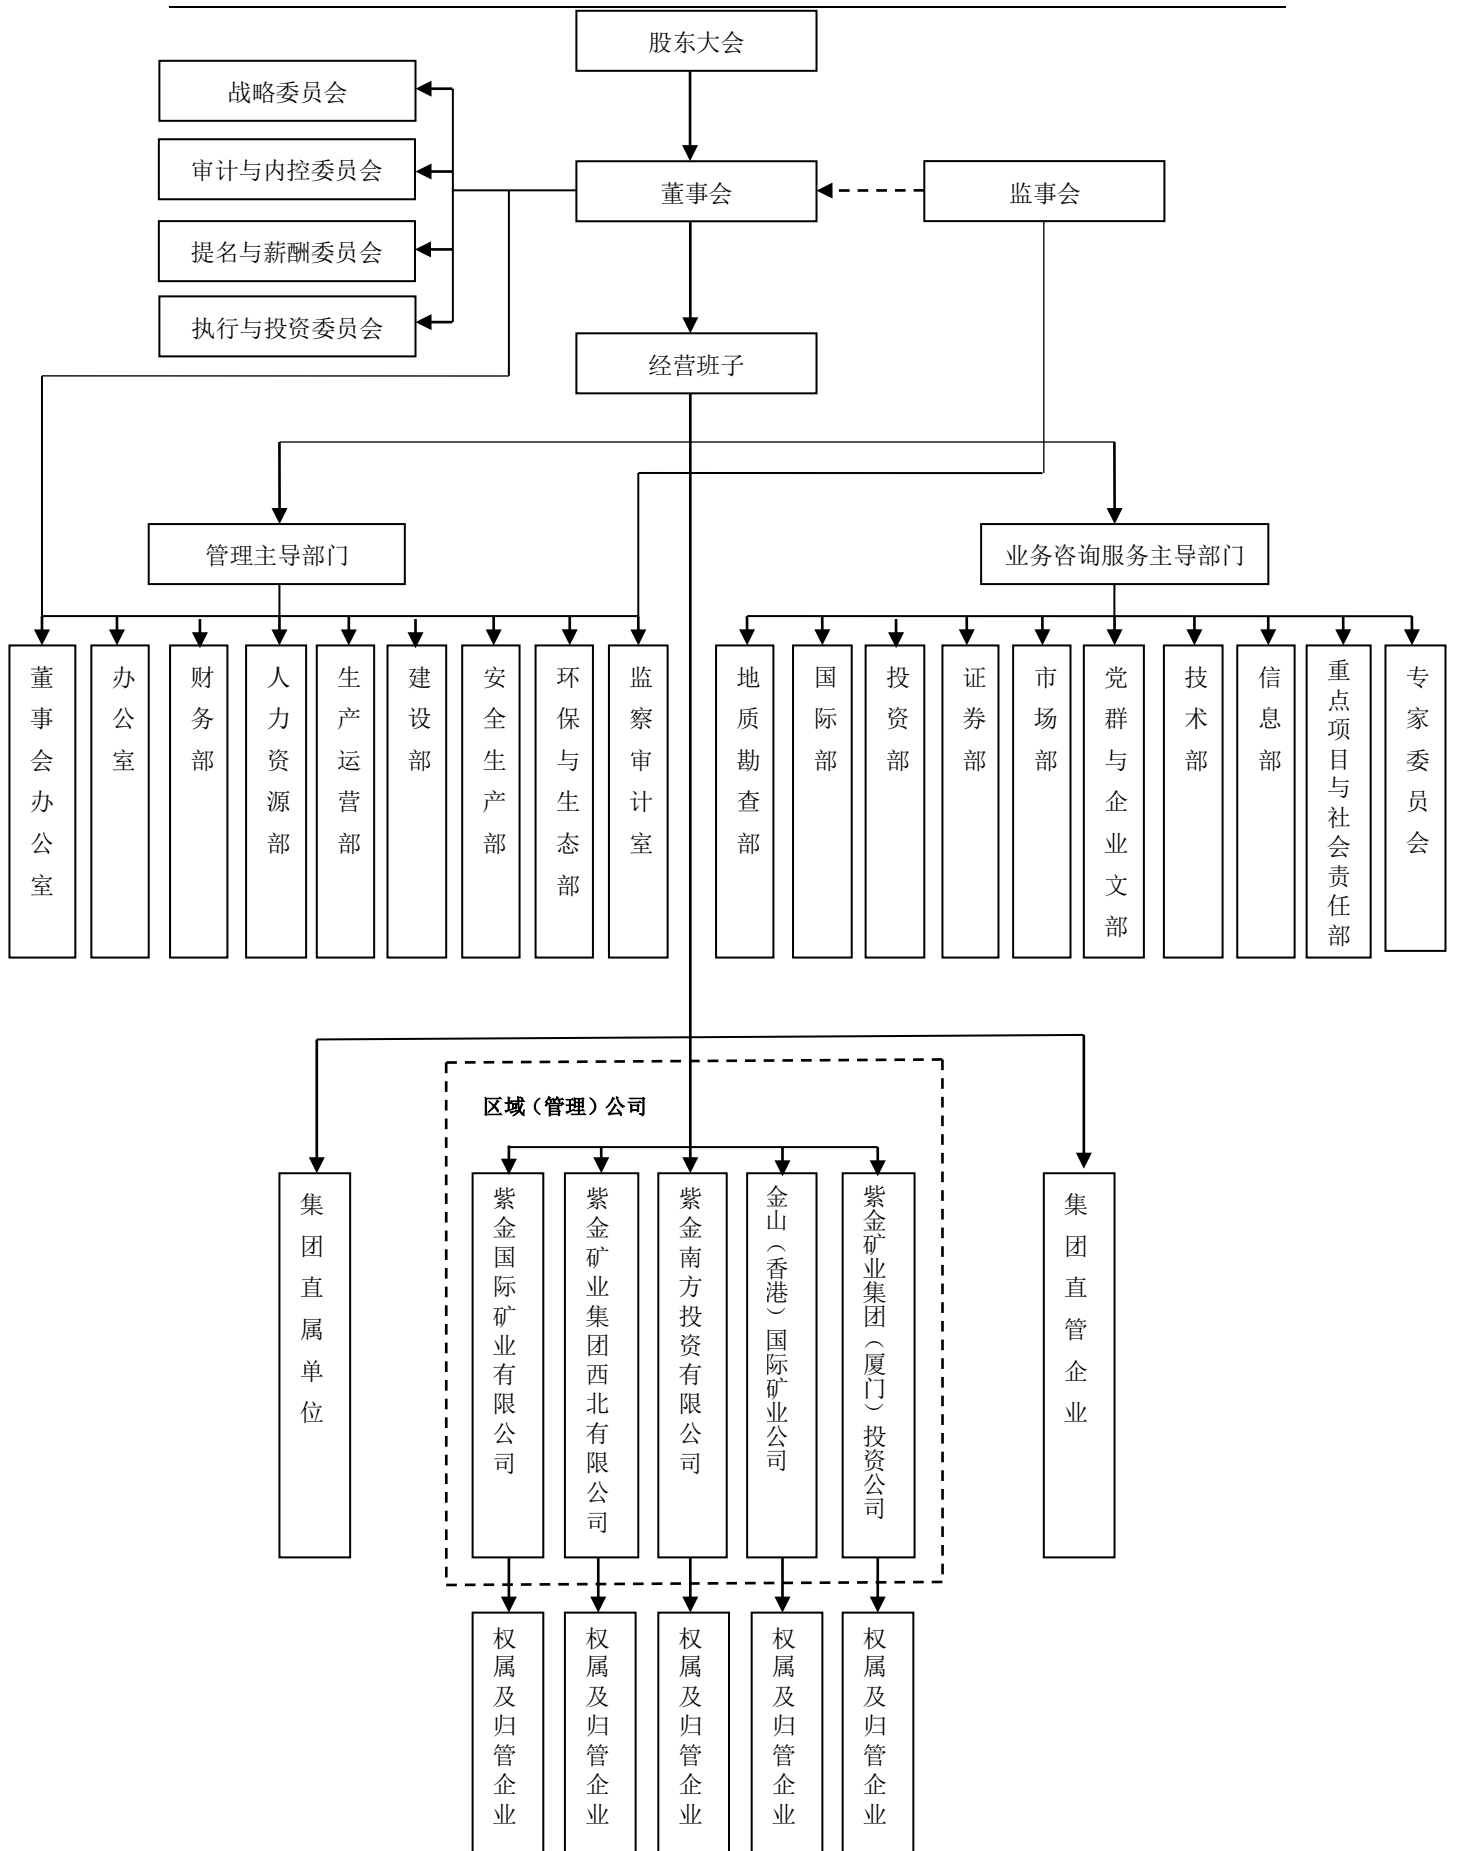 股东大会
战略委员会
审计与内控委员会
董事会
监事会
提名与薪酬委员会
执行与投资委员会
经营班子
管理主导部门
业务咨询服务主导部门
董事会办公室
办公室
财务部
人力资源部
生产运营部
建设部
安全生产部
环保与生态部
监察审计室
地质勘查部
国际部
投资部
证券部
市场部
党群与企业文部
技术部
信息部
重点项目与社会责任部
专家委员会
区域（管理）公司
集团直属单位
紫金国际矿业有限公司
紫金矿业集团西北有限公司
紫金南方投资有限公司
金山（香港）国际矿业公司
紫金矿业集团（厦门）投资公司
集团直管企业
权属及归管企业
权属及归管企业
权属及归管企业
权属及归管企业
权属及归管企业